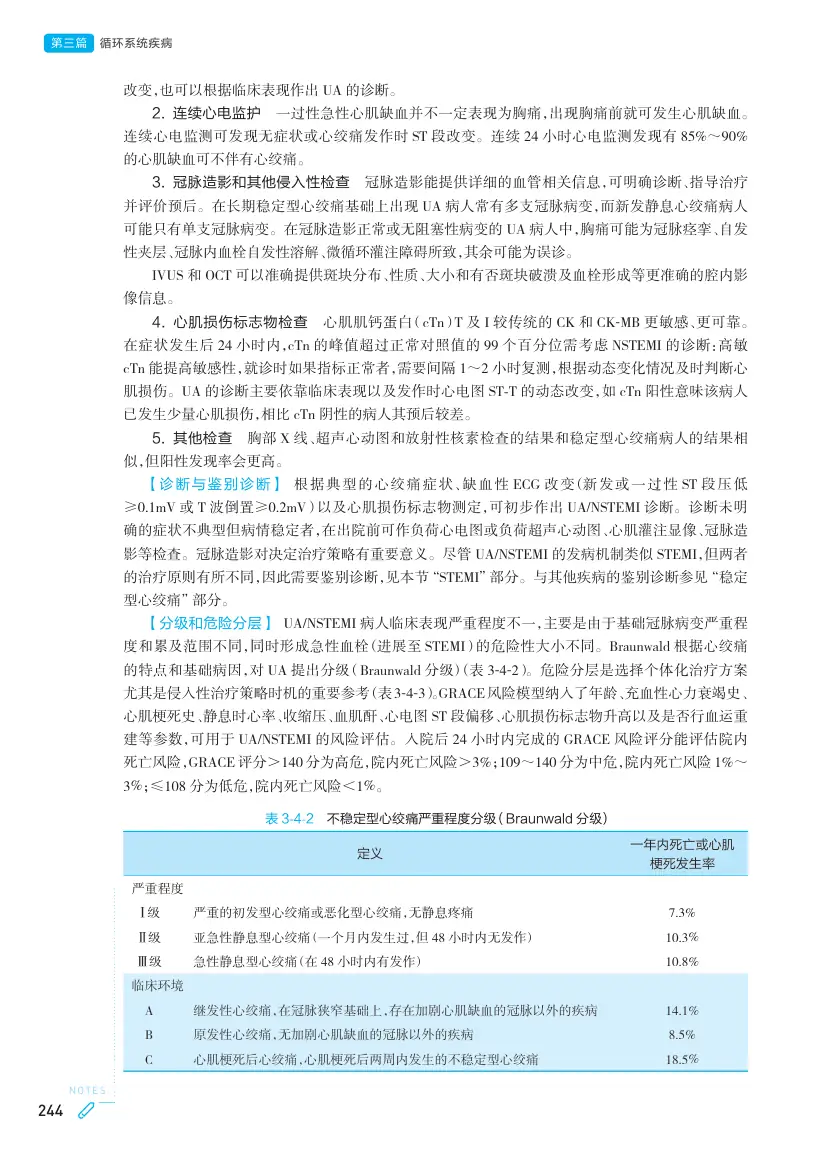 第三篇 循环系统疾病
改变,也可以根据临床表现作出 UA 的诊断。
2. 连续心电监护 一过性急性心肌缺血并不一定表现为胸痛,出现胸痛前就可发生心肌缺血。
连续心电监测可发现无症状或心绞痛发作时 ST 段改变。连续 24 小时心电监测发现有 85%～90%
的心肌缺血可不伴有心绞痛。
3. 冠脉造影和其他侵入性检查 冠脉造影能提供详细的血管相关信息,可明确诊断、指导治疗
并评价预后。在长期稳定型心绞痛基础上出现 UA 病人常有多支冠脉病变,而新发静息心绞痛病人
可能只有单支冠脉病变。在冠脉造影正常或无阻塞性病变的 UA 病人中,胸痛可能为冠脉痉挛、自发
性夹层、冠脉内血栓自发性溶解、微循环灌注障碍所致,其余可能为误诊。
IVUS 和 OCT 可以准确提供斑块分布、性质、大小和有否斑块破溃及血栓形成等更准确的腔内影
像信息。
4. 心肌损伤标志物检查 心肌肌钙蛋白(cTn)T 及 I 较传统的 CK 和 CK-MB 更敏感、更可靠。
在症状发生后 24 小时内,cTn 的峰值超过正常对照值的 99 个百分位需考虑 NSTEMI 的诊断;高敏
cTn 能提高敏感性,就诊时如果指标正常者,需要间隔 1～2 小时复测,根据动态变化情况及时判断心
肌损伤。UA 的诊断主要依靠临床表现以及发作时心电图 ST-T 的动态改变,如 cTn 阳性意味该病人
已发生少量心肌损伤,相比 cTn 阴性的病人其预后较差。
5. 其他检查 胸部 X 线、超声心动图和放射性核素检查的结果和稳定型心绞痛病人的结果相
似,但阳性发现率会更高。
【诊断与鉴别诊断】 根据典型的心绞痛症状、缺血性 ECG 改变(新发或一过性 ST 段压低
≥0.1mV 或 T 波倒置≥0.2mV)以及心肌损伤标志物测定,可初步作出 UA/NSTEMI 诊断。诊断未明
确的症状不典型但病情稳定者,在出院前可作负荷心电图或负荷超声心动图、心肌灌注显像、冠脉造
影等检查。冠脉造影对决定治疗策略有重要意义。尽管 UA/NSTEMI 的发病机制类似 STEMI,但两者
的治疗原则有所不同,因此需要鉴别诊断,见本节“STEMI”部分。与其他疾病的鉴别诊断参见“稳定
型心绞痛”部分。
【分级和危险分层】 UA/NSTEMI 病人临床表现严重程度不一,主要是由于基础冠脉病变严重程
度和累及范围不同,同时形成急性血栓(进展至 STEMI)的危险性大小不同。Braunwald 根据心绞痛
的特点和基础病因,对 UA 提出分级(Braunwald 分级)(表 3-4-2)。危险分层是选择个体化治疗方案
尤其是侵入性治疗策略时机的重要参考(表3-4-3)。GRACE 风险模型纳入了年龄、充血性心力衰竭史、
心肌梗死史、静息时心率、收缩压、血肌酐、心电图 ST 段偏移、心肌损伤标志物升高以及是否行血运重
建等参数,可用于 UA/NSTEMI 的风险评估。入院后 24 小时内完成的 GRACE 风险评分能评估院内
死亡风险,GRACE 评分＞140 分为高危,院内死亡风险＞3%;109～140 分为中危,院内死亡风险 1%～
3%;≤108 分为低危,院内死亡风险＜1%。
表 3-4-2 不稳定型心绞痛严重程度分级(Braunwald 分级)
定义 一年内死亡或心肌
梗死发生率
严重程度
Ⅰ级 严重的初发型心绞痛或恶化型心绞痛,无静息疼痛 7.3%
Ⅱ级 亚急性静息型心绞痛(一个月内发生过,但 48 小时内无发作) 10.3%
Ⅲ级 急性静息型心绞痛(在 48 小时内有发作) 10.8%
临床环境
A 继发性心绞痛,在冠脉狭窄基础上,存在加剧心肌缺血的冠脉以外的疾病 14.1%
B 原发性心绞痛,无加剧心肌缺血的冠脉以外的疾病 8.5%
C 心肌梗死后心绞痛,心肌梗死后两周内发生的不稳定型心绞痛 18.5%
NOTES
244